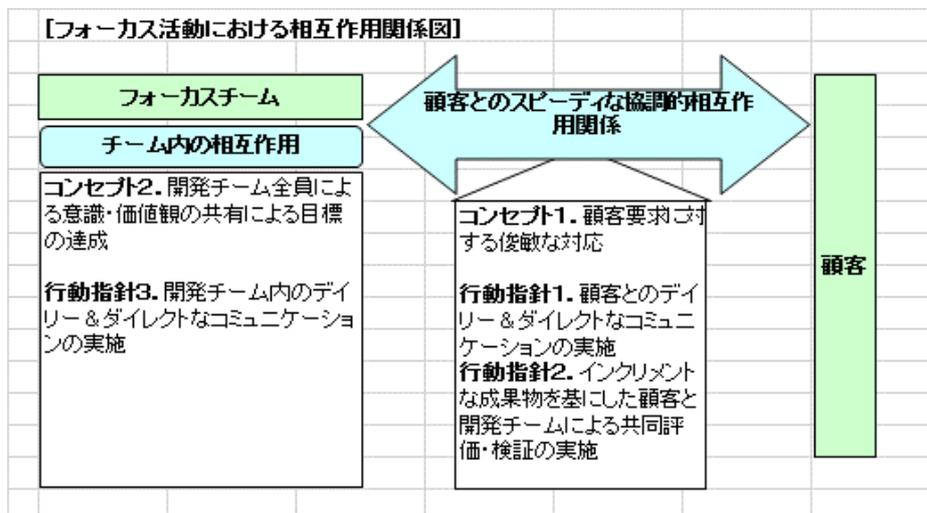 [フォーカス活動における相互作用関係図]
フォーカスチーム
チーム内の相互作用
コンセプト2. 開発チーム全員によ
る意識・価値観の共有による目標
の達成
行動指針3. 開発チーム内のデイ
リー＆ダイレクトなコミュニケーショ
ンの実施
顧客とのスピーディな協調的相互作
用関係
コンセプト1. 顧客要求に対
する俊敏な対応
行動指針1. 顧客とのデイ
リー＆ダイレクトなコミュニ
ケーションの実施
行動指針2. インクリメント
な成果物を基にした顧客と
開発チームによる共同評
価・検証の実施
顧客